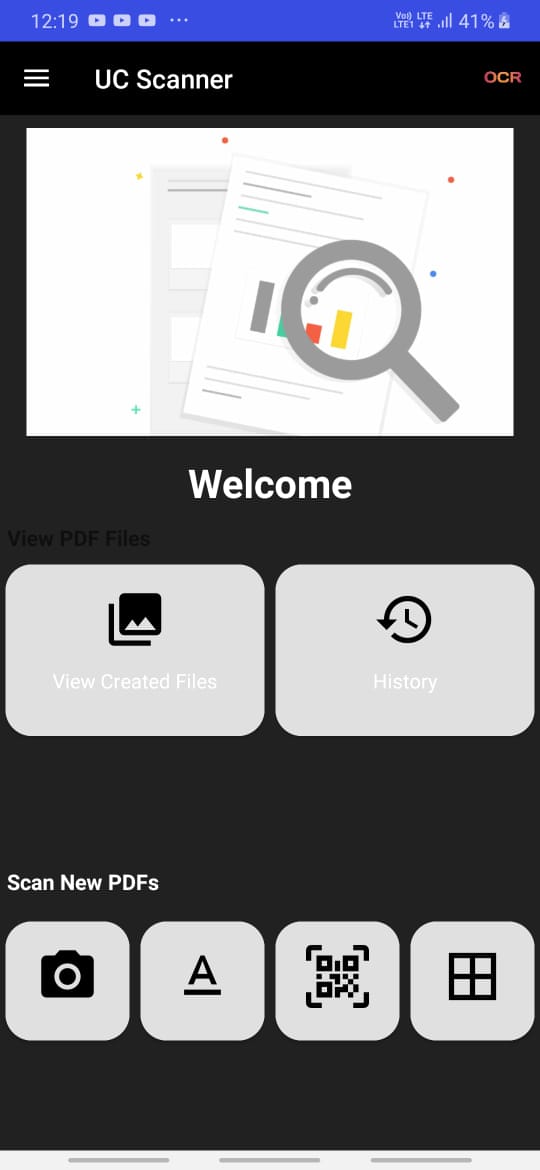 12:19
Vo) LTE
LTE1
41%
UC Scanner
OCR
Welcome
View PDF Files
View Created Files
History
Scan New PDFs
A